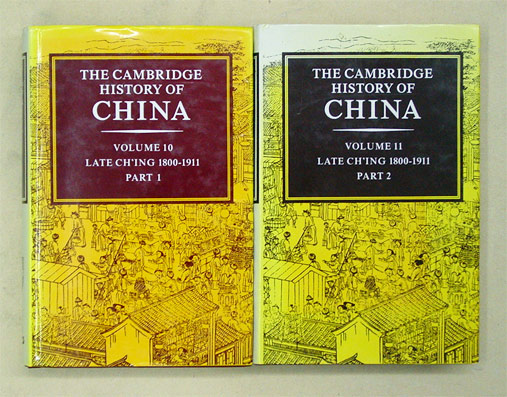 THE CAMBRIDGE
HISTORY OF
CHINA
VOLUME 10
LATE CH'ING 1800-1911
PART 1
THE CAMBRIDGE
HISTORY OF
CHINA
VOLUME 11
LATE CH'ING 1800-1911
PART 2